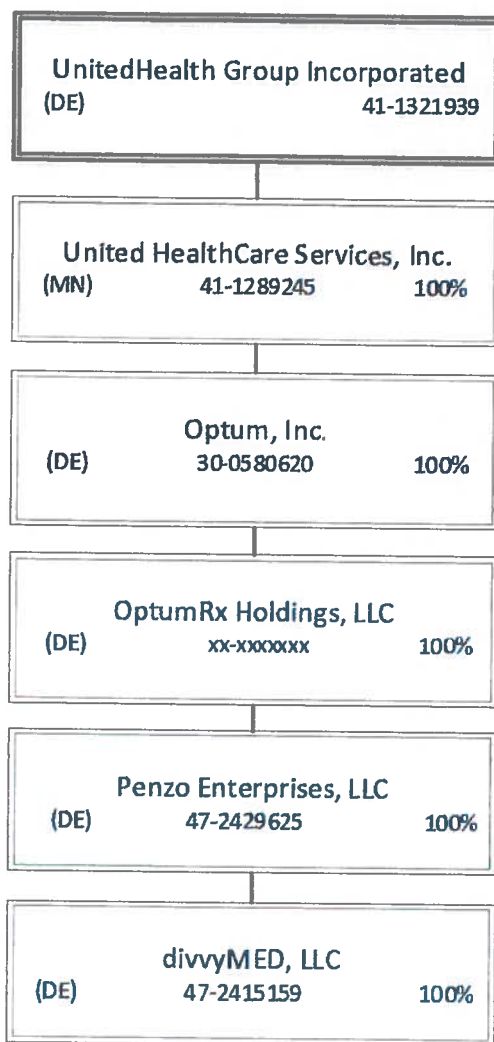 UnitedHealth Group Incorporated
(DE) 41-1321939
United HealthCare Services, Inc.
(MN) 41-1289245 100%
Optum, Inc.
(DE) 30-0580620 100%
OptumRx Holdings, LLC
(DE) xx-xxxxxxx 100%
Penzo Enterprises, LLC
(DE) 47-2429625 100%
divvyMED, LLC
(DE) 47-2415159 100%